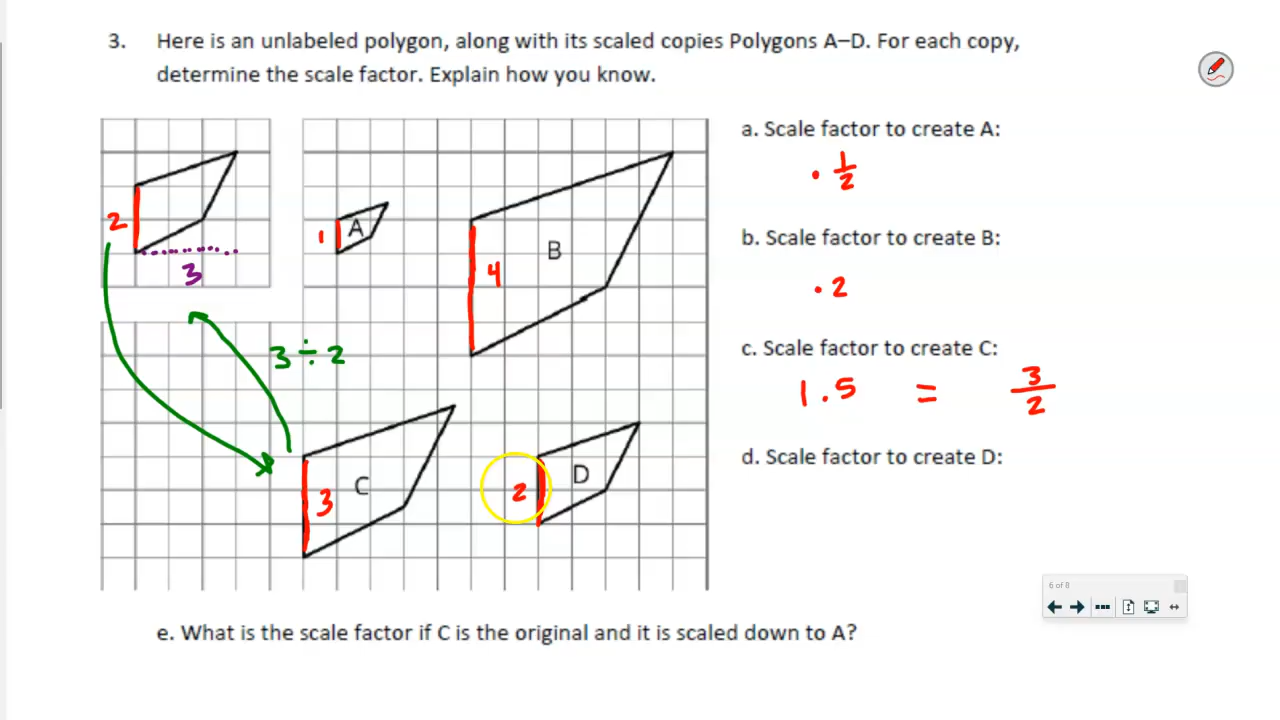 3. Here is an unlabeled polygon, along with its scaled copies Polygons A–D. For each copy,
determine the scale factor. Explain how you know.
a. Scale factor to create A:
· 1/2
b. Scale factor to create B:
· 2
c. Scale factor to create C:
1.5 = 3/2
d. Scale factor to create D:
2
3
1 A
4 B
3 ÷ 2
3 C
2 D
e. What is the scale factor if C is the original and it is scaled down to A?
6 of 8